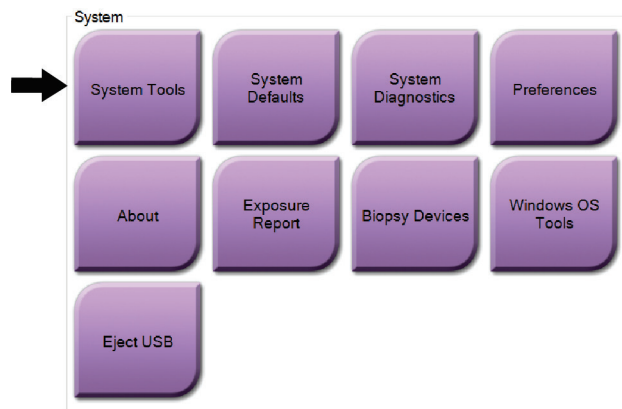 System
System Tools
System
Defaults
System
Diagnostics
Preferences
About
Exposure
Report
Biopsy Devices
Windows OS
Tools
Eject USB